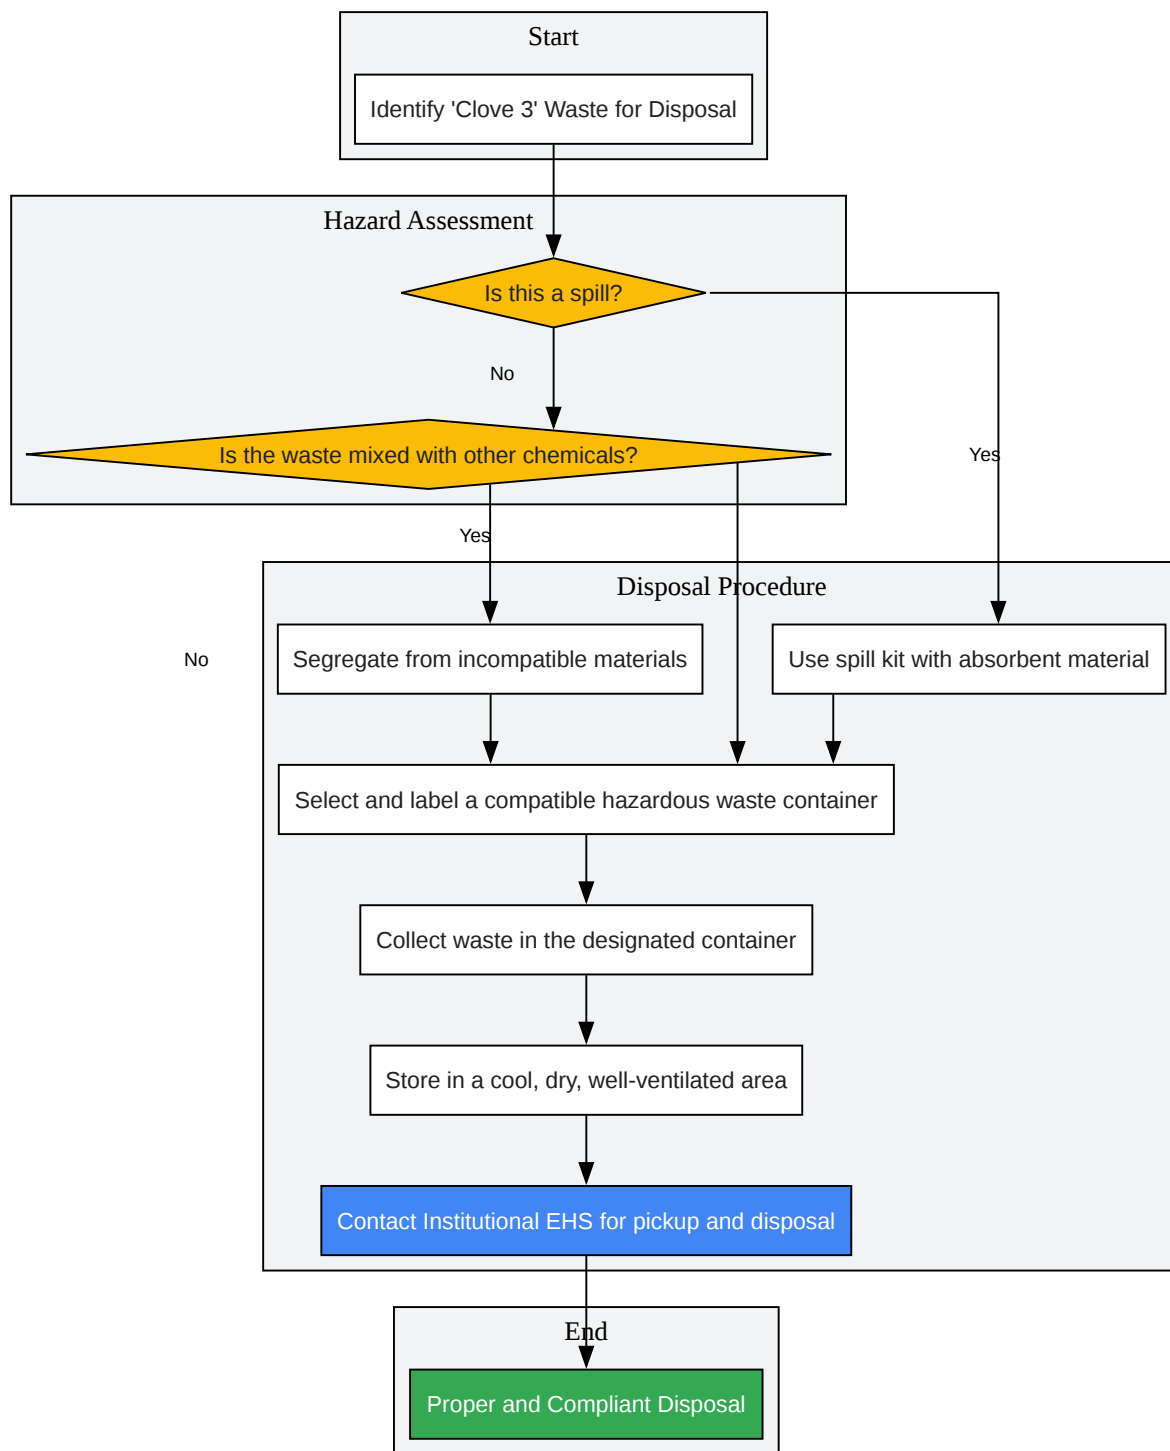 Start
Identify 'Clove 3' Waste for Disposal
Hazard Assessment
Is this a spill?
No
Is the waste mixed with other chemicals?
Yes
Yes
Disposal Procedure
No
Segregate from incompatible materials
Use spill kit with absorbent material
Select and label a compatible hazardous waste container
Collect waste in the designated container
Store in a cool, dry, well-ventilated area
Contact Institutional EHS for pickup and disposal
End
Proper and Compliant Disposal